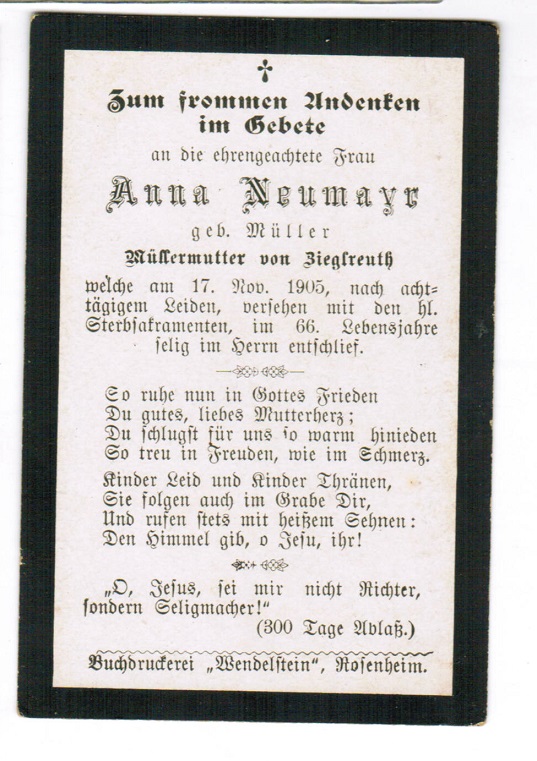 Zum frommen Andenken
im Gebete
an die ehrengeachtete Frau
Anna Neumayr
geb. Müller
Müllermutter von Zieglreuth
welche am 17. Nov. 1905, nach acht=
tägigem Leiden, versehen mit den hl.
Sterbsakramenten, im 66. Lebensjahre
selig im Herrn entschlief.
So ruhe nun in Gottes Frieden
Du gutes, liebes Mutterherz;
Du schlugst für uns so warm hinieden
So treu in Freuden, wie im Schmerz.
Kinder Leid und Kinder Thränen,
Sie folgen auch im Grabe Dir,
Und rufen stets mit heißem Sehnen:
Den Himmel gib, o Jesu, ihr!
„O, Jesus, sei mir nicht Richter,
sondern Seligmacher!“
(300 Tage Ablaß.)
Buchdruckerei „Wendelstein“, Rosenheim.